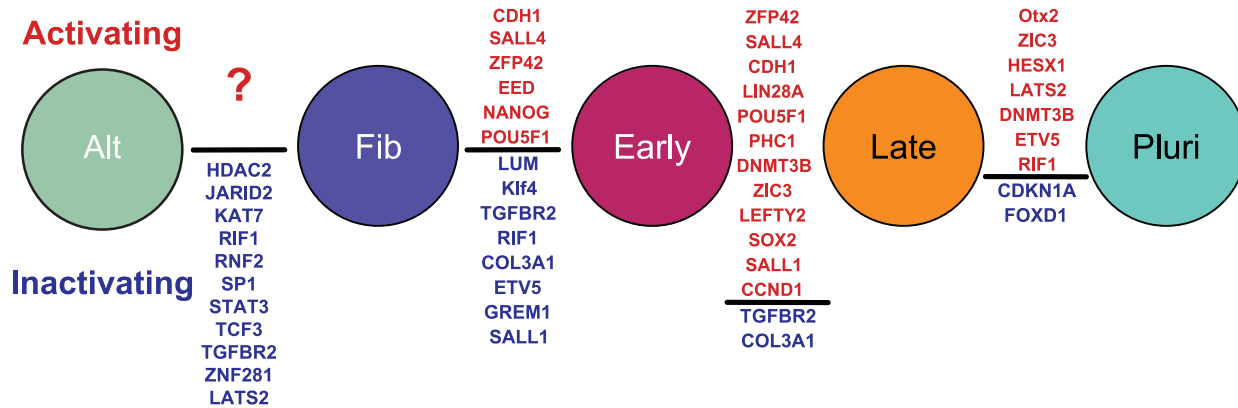 Activating
Inactivating
Alt
?
HDAC2
JARID2
KAT7
RIF1
RNF2
SP1
STAT3
TCF3
TGFBR2
ZNF281
LATS2
Fib
CDH1
SALL4
ZFP42
EED
NANOG
POU5F1
LUM
Klf4
TGFBR2
RIF1
COL3A1
ETV5
GREM1
SALL1
Early
ZFP42
SALL4
CDH1
LIN28A
POU5F1
PHC1
DNMT3B
ZIC3
LEFTY2
SOX2
SALL1
CCND1
TGFBR2
COL3A1
Late
Otx2
ZIC3
HESX1
LATS2
DNMT3B
ETV5
RIF1
CDKN1A
FOXD1
Pluri